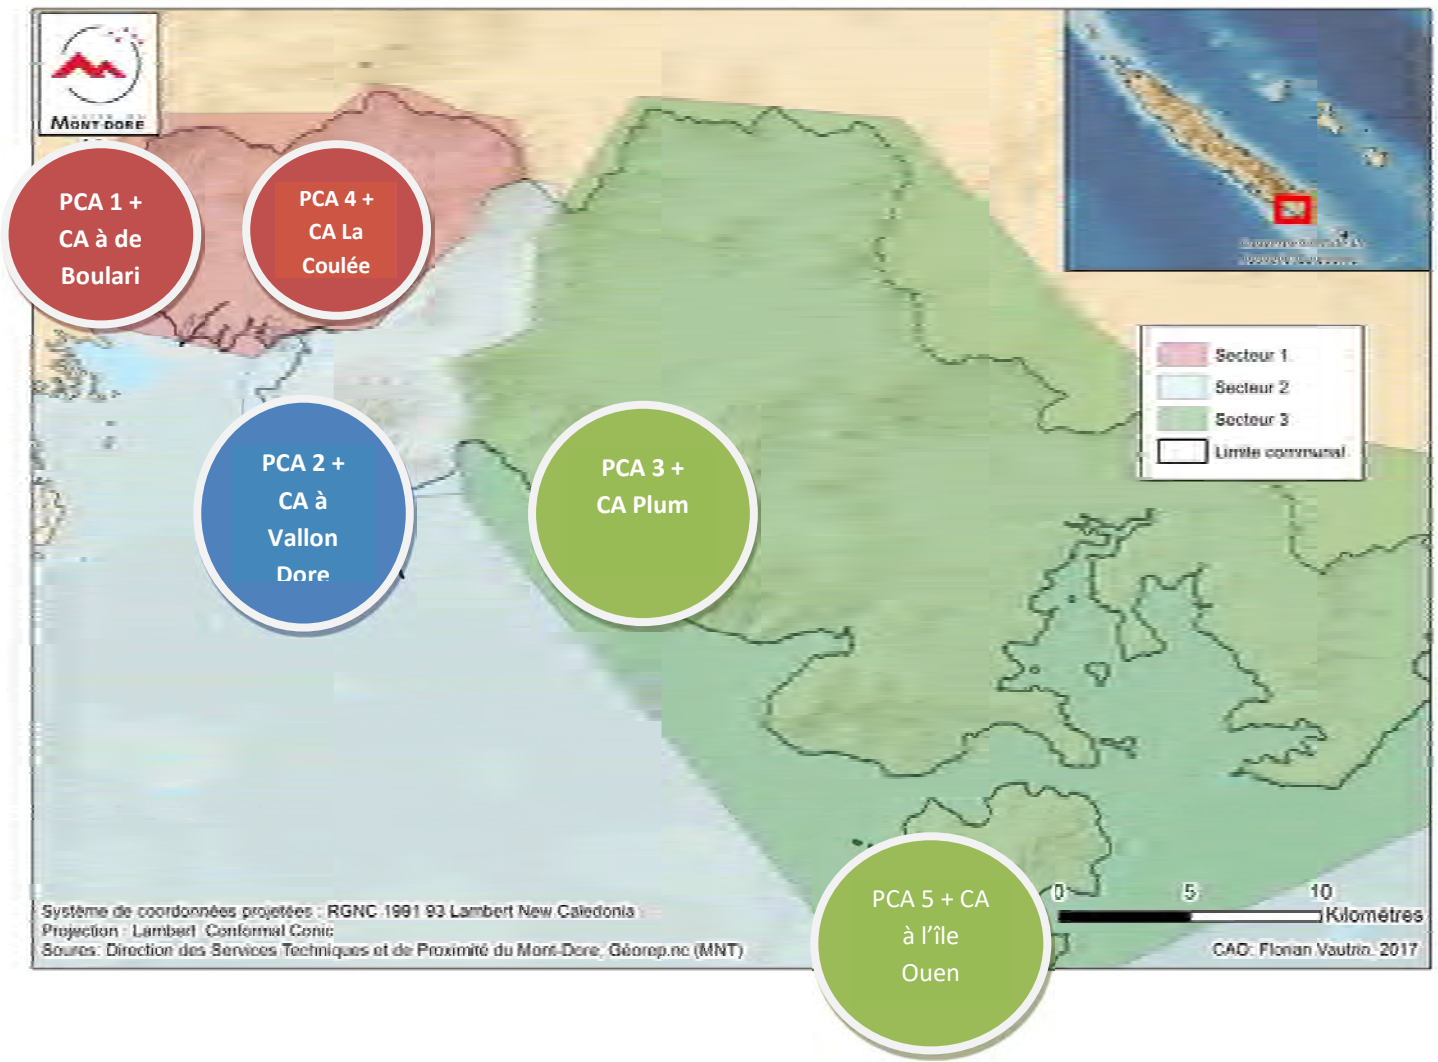 MONT-DORE
PCA 1 +
CA à de
Boulari
PCA 4 +
CA La
Coulée
PCA 2 +
CA à
Vallon
Dore
PCA 3 +
CA Plum
PCA 5 + CA
à l’île
Ouen
Secteur 1
Secteur 2
Secteur 3
Limite communal
0 5 10
Kilomètres
Système de coordonnées projetées : RGNC 1991 93 Lambert New Caledonia
Projection : Lambert Conformal Conic
Soures: Direction des Services Techniques et de Proximité du Mont-Dore, Géorep.nc (MNT)
CAO: Florian Vautrin, 2017